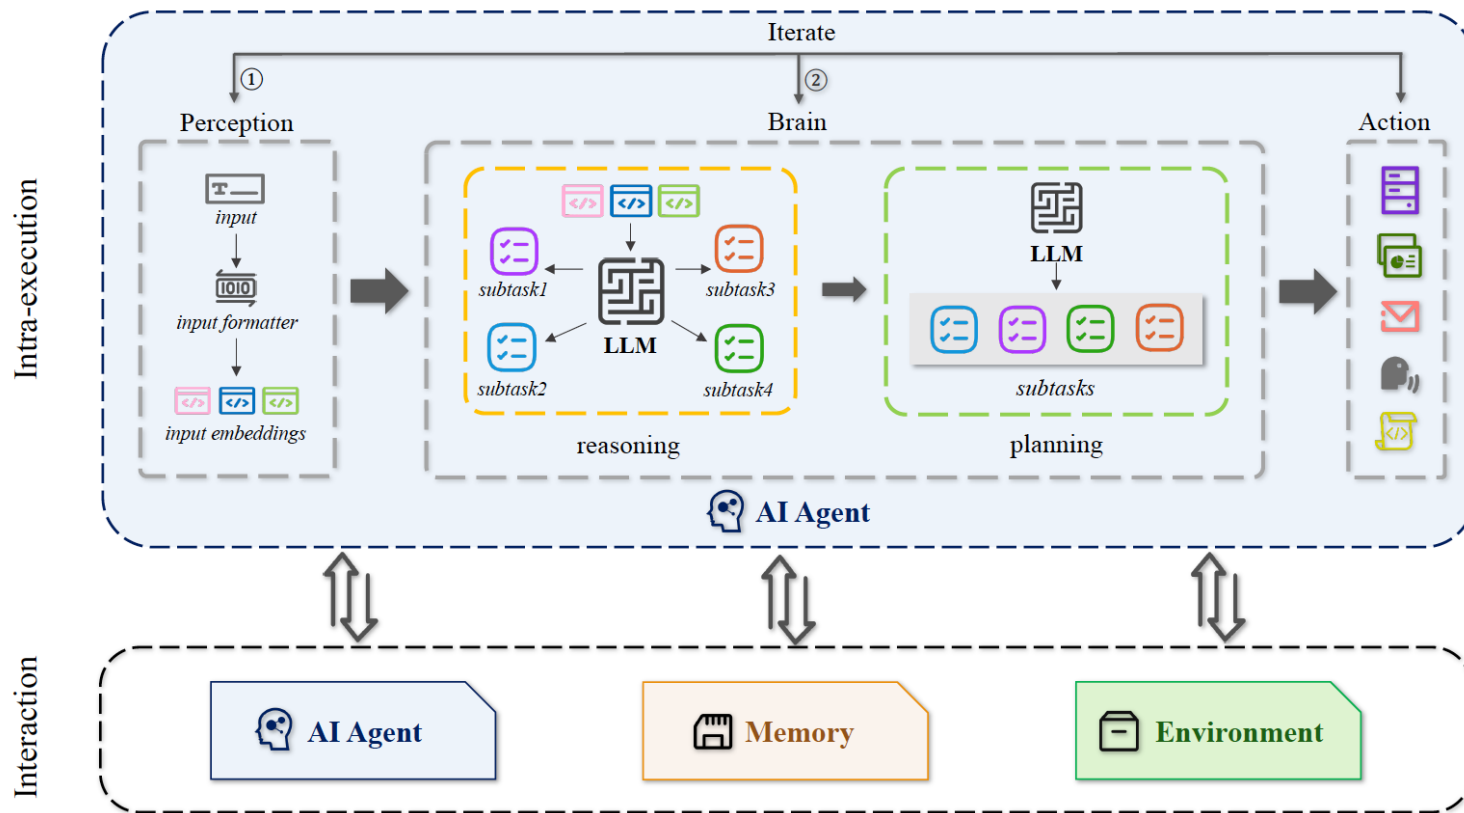 Iterate
①
②
Perception
Brain
Action
Intra-execution
T
input
input formatter
1010
input embeddings
</>
</>
</>
</>
</>
</>
subtask1
subtask3
LLM
subtask2
subtask4
reasoning
LLM
subtasks
planning
</>
AI Agent
Interaction
AI Agent
Memory
Environment